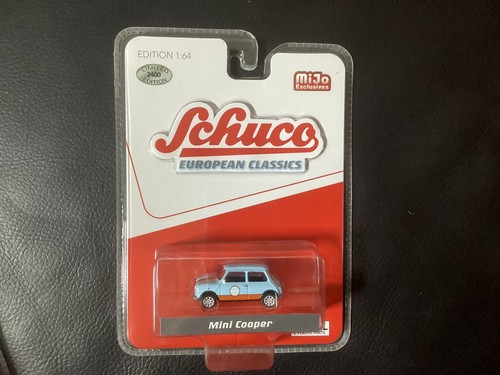 EDITION 1:64
LIMITED
2400
EDITION
MiJo
Exclusives
Schuco
EUROPEAN CLASSICS
Mini Cooper